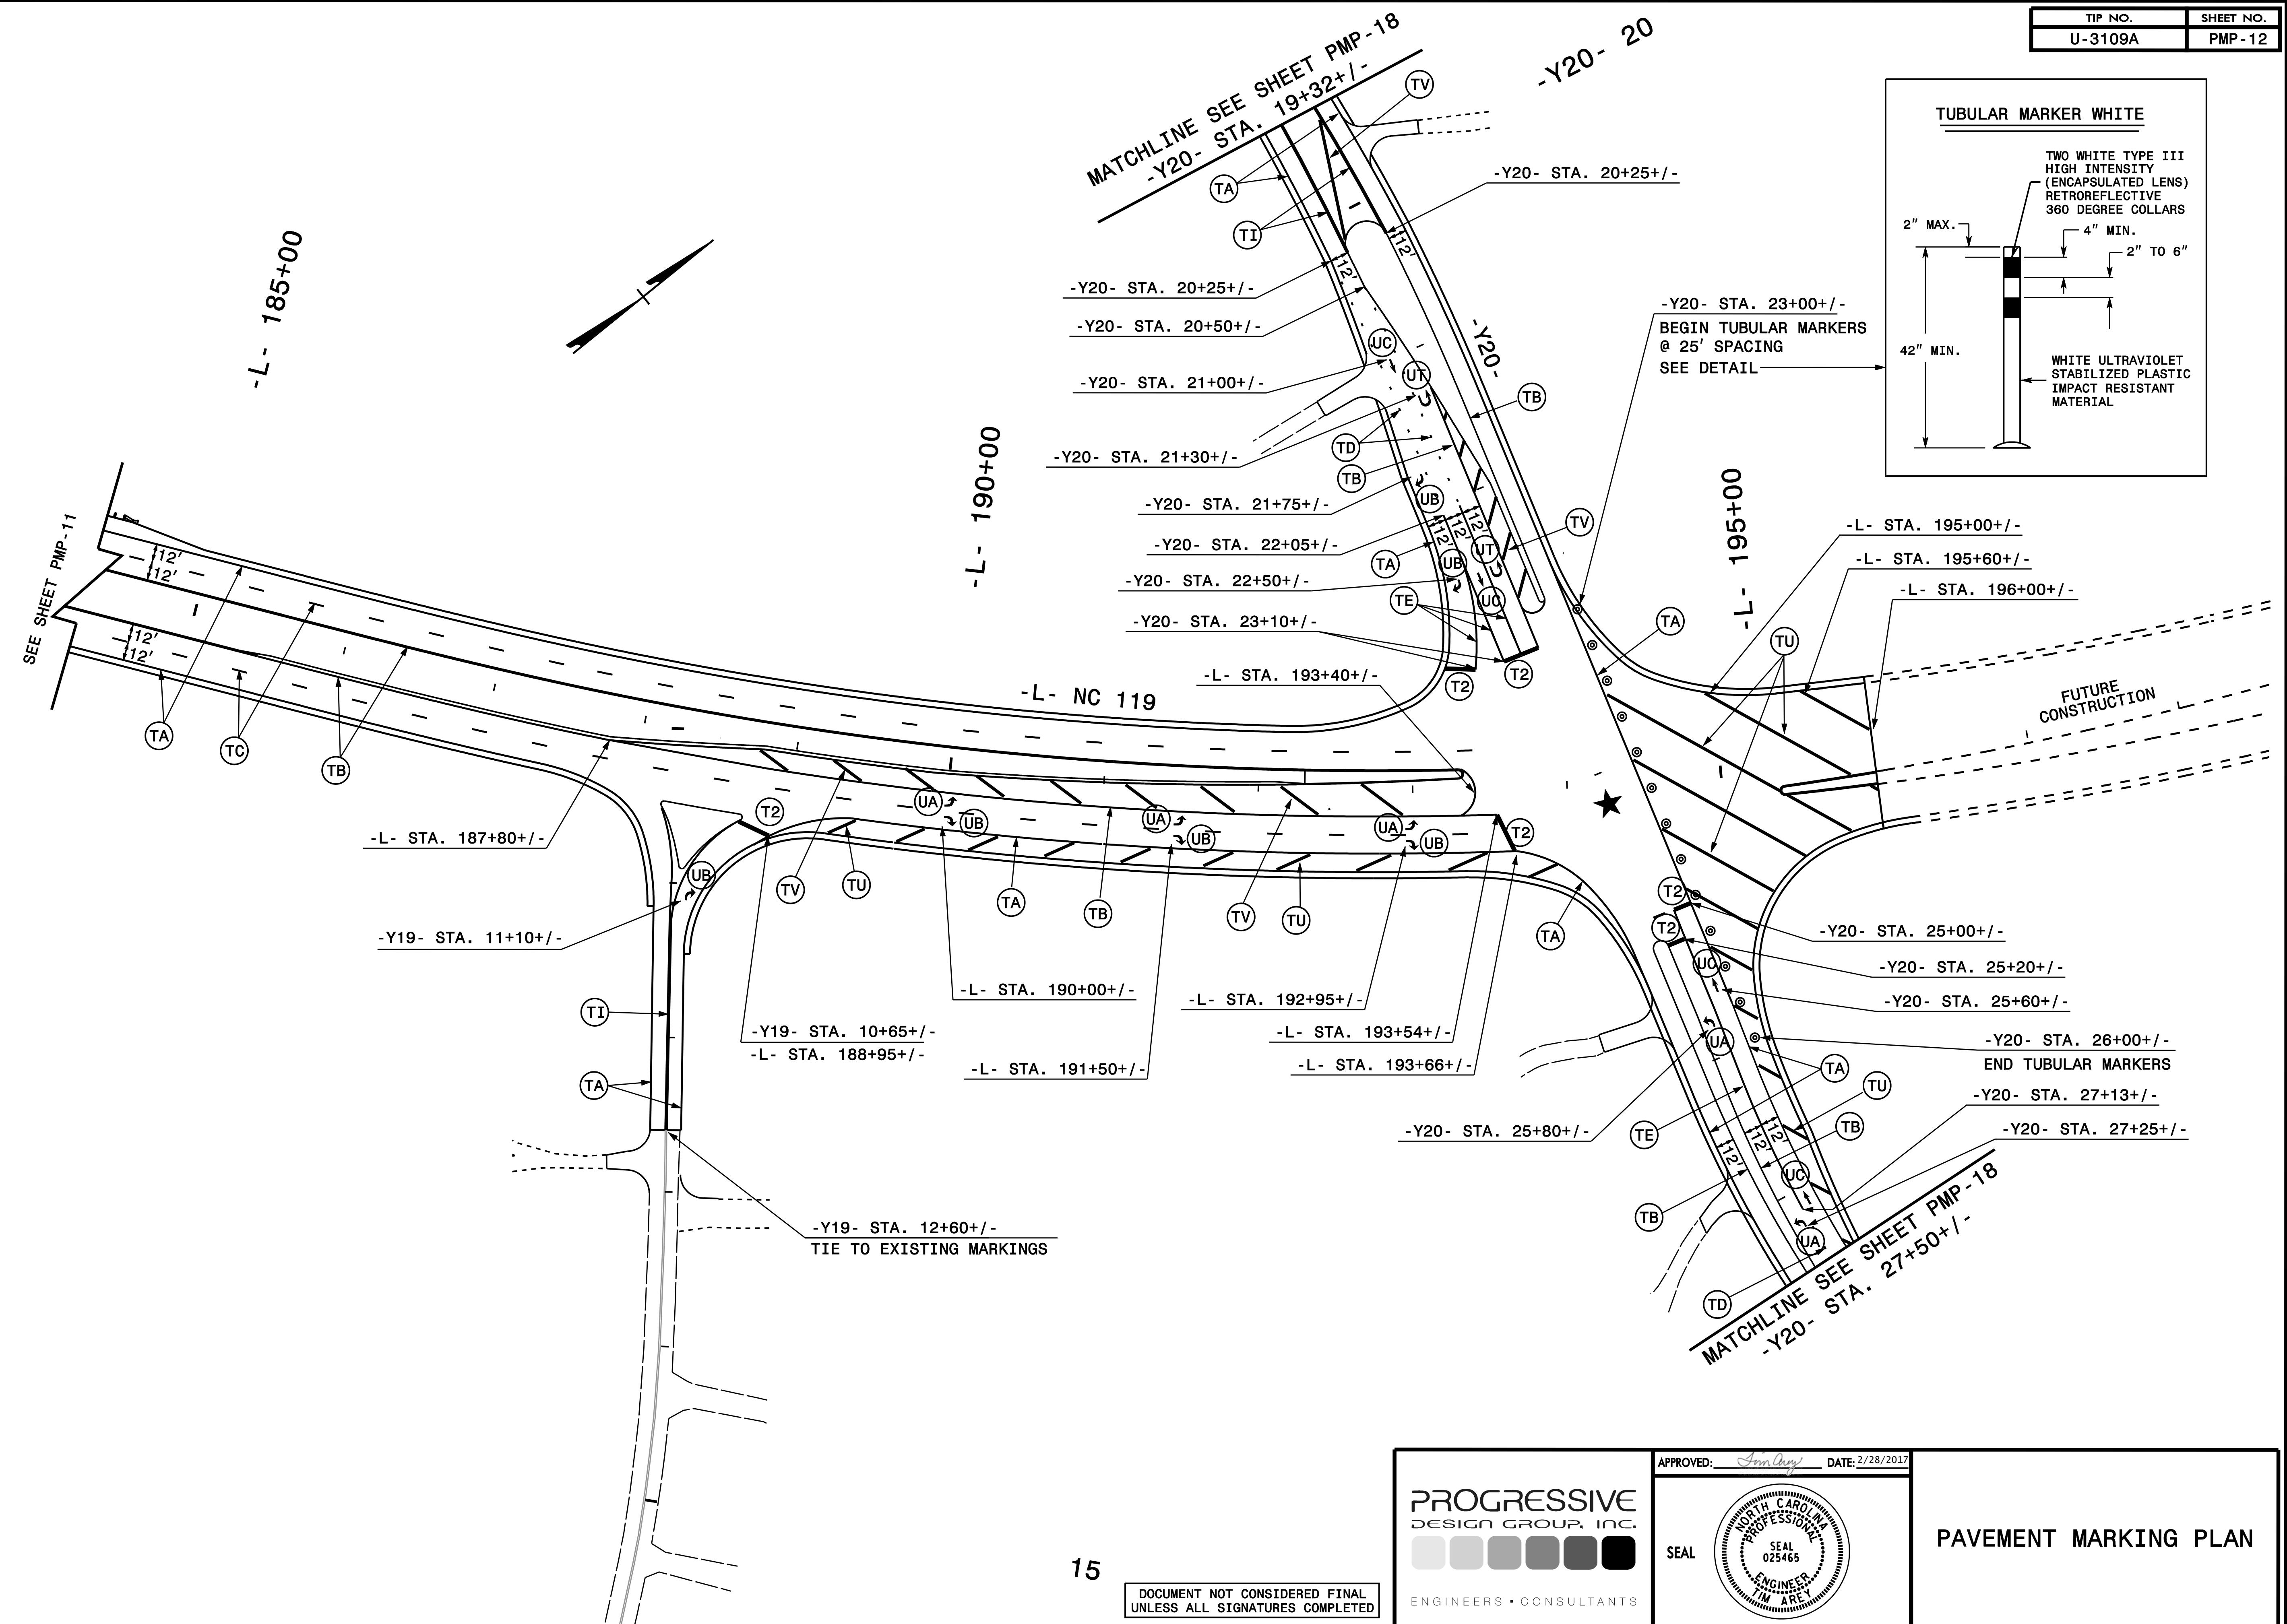 TIP NO.
SHEET NO.
U-3109A
PMP-12
TUBULAR MARKER WHITE
TWO WHITE TYPE III
HIGH INTENSITY
(ENCAPSULATED LENS)
RETROREFLECTIVE
360 DEGREE COLLARS
2" MAX.
4" MIN.
2" TO 6"
42" MIN.
WHITE ULTRAVIOLET
STABILIZED PLASTIC
IMPACT RESISTANT
MATERIAL
MATCHLINE SEE SHEET PMP-18
-Y20- STA. 19+32+/-
-Y20- 20
TV
TA
TI
-Y20- STA. 20+25+/-
12'
12'
-Y20- STA. 20+25+/-
-Y20- STA. 20+50+/-
UC
-Y20- STA. 21+00+/-
UT
-Y20-
TB
TD
-Y20- STA. 21+30+/-
TB
-Y20- STA. 21+75+/-
UB
12'
12'
12'
-Y20- STA. 22+05+/-
TV
UT
TA
UB
-Y20- STA. 22+50+/-
TE
UC
-Y20- STA. 23+10+/-
T2
T2
-Y20- STA. 23+00+/-
BEGIN TUBULAR MARKERS
@ 25' SPACING
SEE DETAIL
-L- 185+00
-L- 190+00
-L- 195+00
-L- STA. 195+00+/-
-L- STA. 195+60+/-
-L- STA. 196+00+/-
TA
TU
FUTURE
CONSTRUCTION
SEE SHEET PMP-11
12'
12'
12'
12'
TA
TC
TB
-L- NC 119
-L- STA. 193+40+/-
-L- STA. 187+80+/-
T2
UA
UB
UA
UB
UA
UB
T2
UB
TV
TU
TA
TB
TV
TU
TA
-Y19- STA. 11+10+/-
TI
TA
-Y19- STA. 10+65+/-
-L- STA. 188+95+/-
-L- STA. 190+00+/-
-L- STA. 191+50+/-
-L- STA. 192+95+/-
-L- STA. 193+54+/-
-L- STA. 193+66+/-
-Y19- STA. 12+60+/-
TIE TO EXISTING MARKINGS
T2
T2
-Y20- STA. 25+00+/-
UC
-Y20- STA. 25+20+/-
-Y20- STA. 25+60+/-
UA
-Y20- STA. 26+00+/-
END TUBULAR MARKERS
TA
TU
-Y20- STA. 27+13+/-
TB
-Y20- STA. 27+25+/-
-Y20- STA. 25+80+/-
TE
12'
12'
12'
UC
TB
UA
TD
MATCHLINE SEE SHEET PMP-18
-Y20- STA. 27+50+/-
15
DOCUMENT NOT CONSIDERED FINAL
UNLESS ALL SIGNATURES COMPLETED
PROGRESSIVE
DESIGN GROUP, INC.
ENGINEERS • CONSULTANTS
APPROVED: Tim Arey DATE: 2/28/2017
SEAL
NORTH CAROLINA
PROFESSIONAL
SEAL
025465
ENGINEER
TIM AREY
PAVEMENT MARKING PLAN